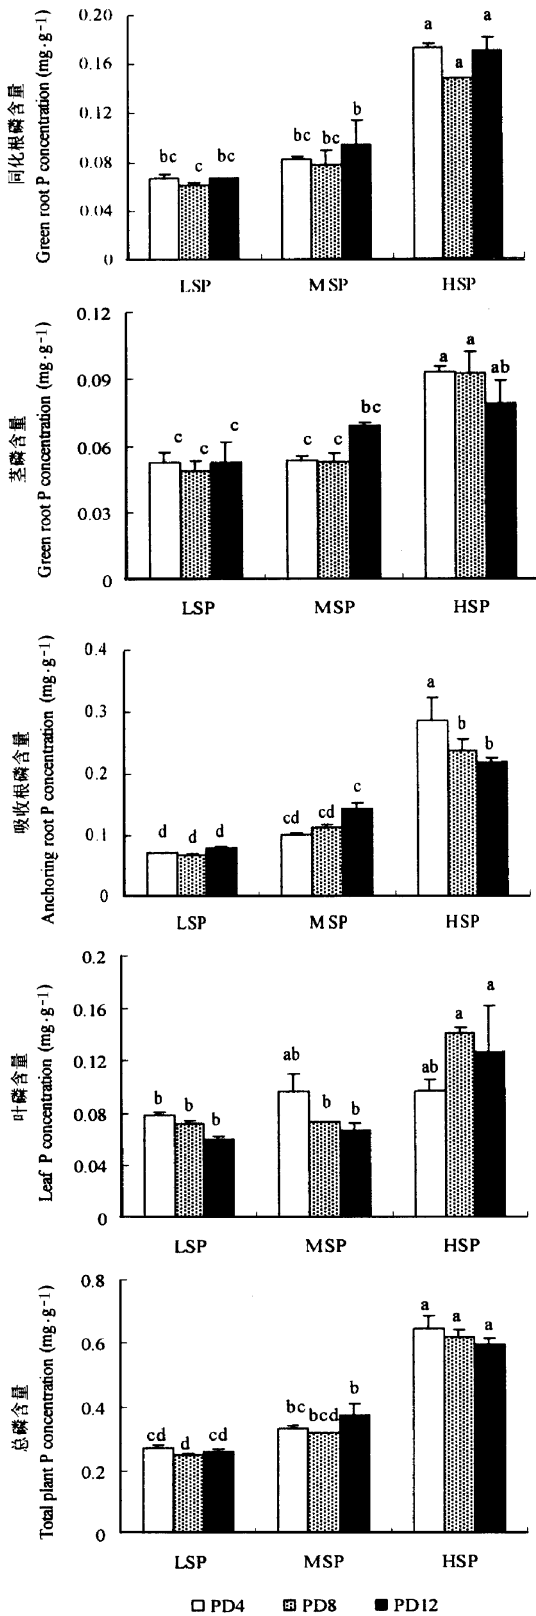 同化根磷含量
Green root P concentration (mg·g-1)
0.20
0.16
0.12
0.08
0.04
0
bc c bc
bc bc b
a a a
LSP MSP HSP
茎磷含量
Green root P concentration (mg·g-1)
0.12
0.09
0.06
0.03
0
c c c
c c bc
a a ab
LSP MSP HSP
吸收根磷含量
Anchoring root P concentration (mg·g-1)
0.4
0.3
0.2
0.1
0
d d d
cd cd c
a b b
LSP MSP HSP
叶磷含量
Leaf P concentration (mg·g-1)
0.2
0.16
0.12
0.08
0.04
0
b b b
ab b b
ab a a
LSP MSP HSP
总磷含量
Total plant P concentration (mg·g-1)
0.8
0.6
0.4
0.2
0
cd d cd
bc bcd b
a a a
LSP MSP HSP
PD4 PD8 PD12